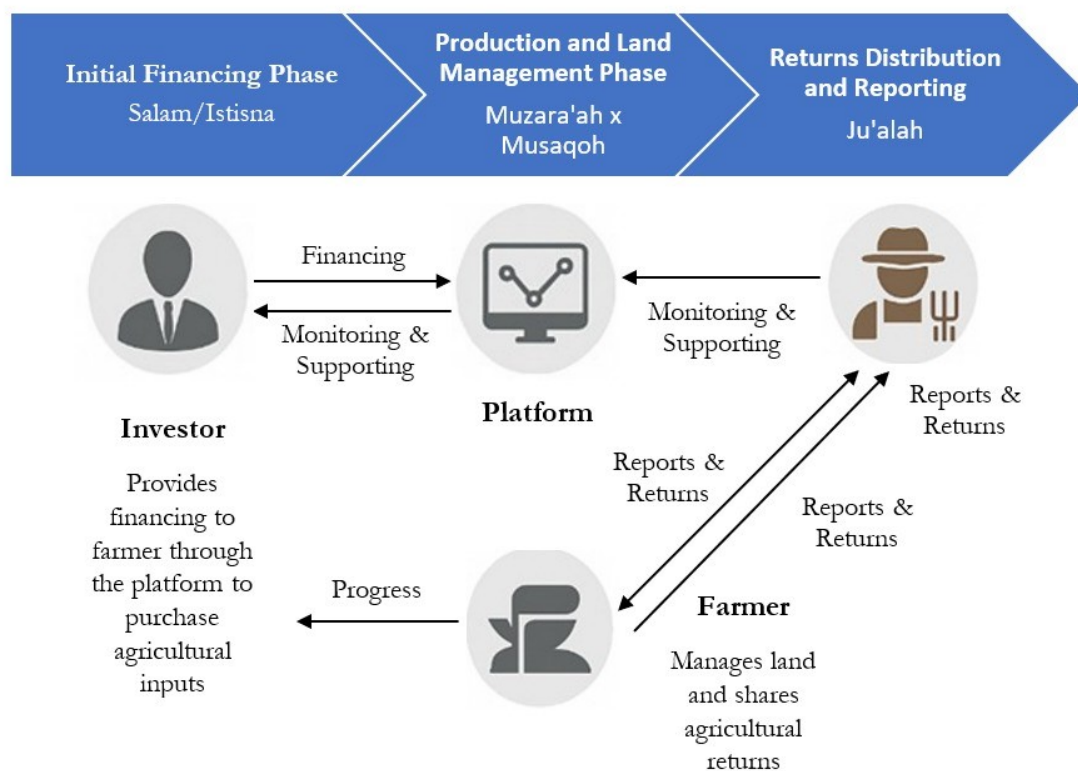 Initial Financing Phase
Salam/Istisna
Production and Land
Management Phase
Muzara'ah x
Musaqoh
Returns Distribution
and Reporting
Ju'alah
Financing
Monitoring &
Supporting
Monitoring &
Supporting
Investor
Platform
Reports &
Returns
Provides
financing to
farmer through
the platform to
purchase
agricultural
inputs
Reports &
Returns
Reports &
Returns
Progress
Farmer
Manages land
and shares
agricultural
returns